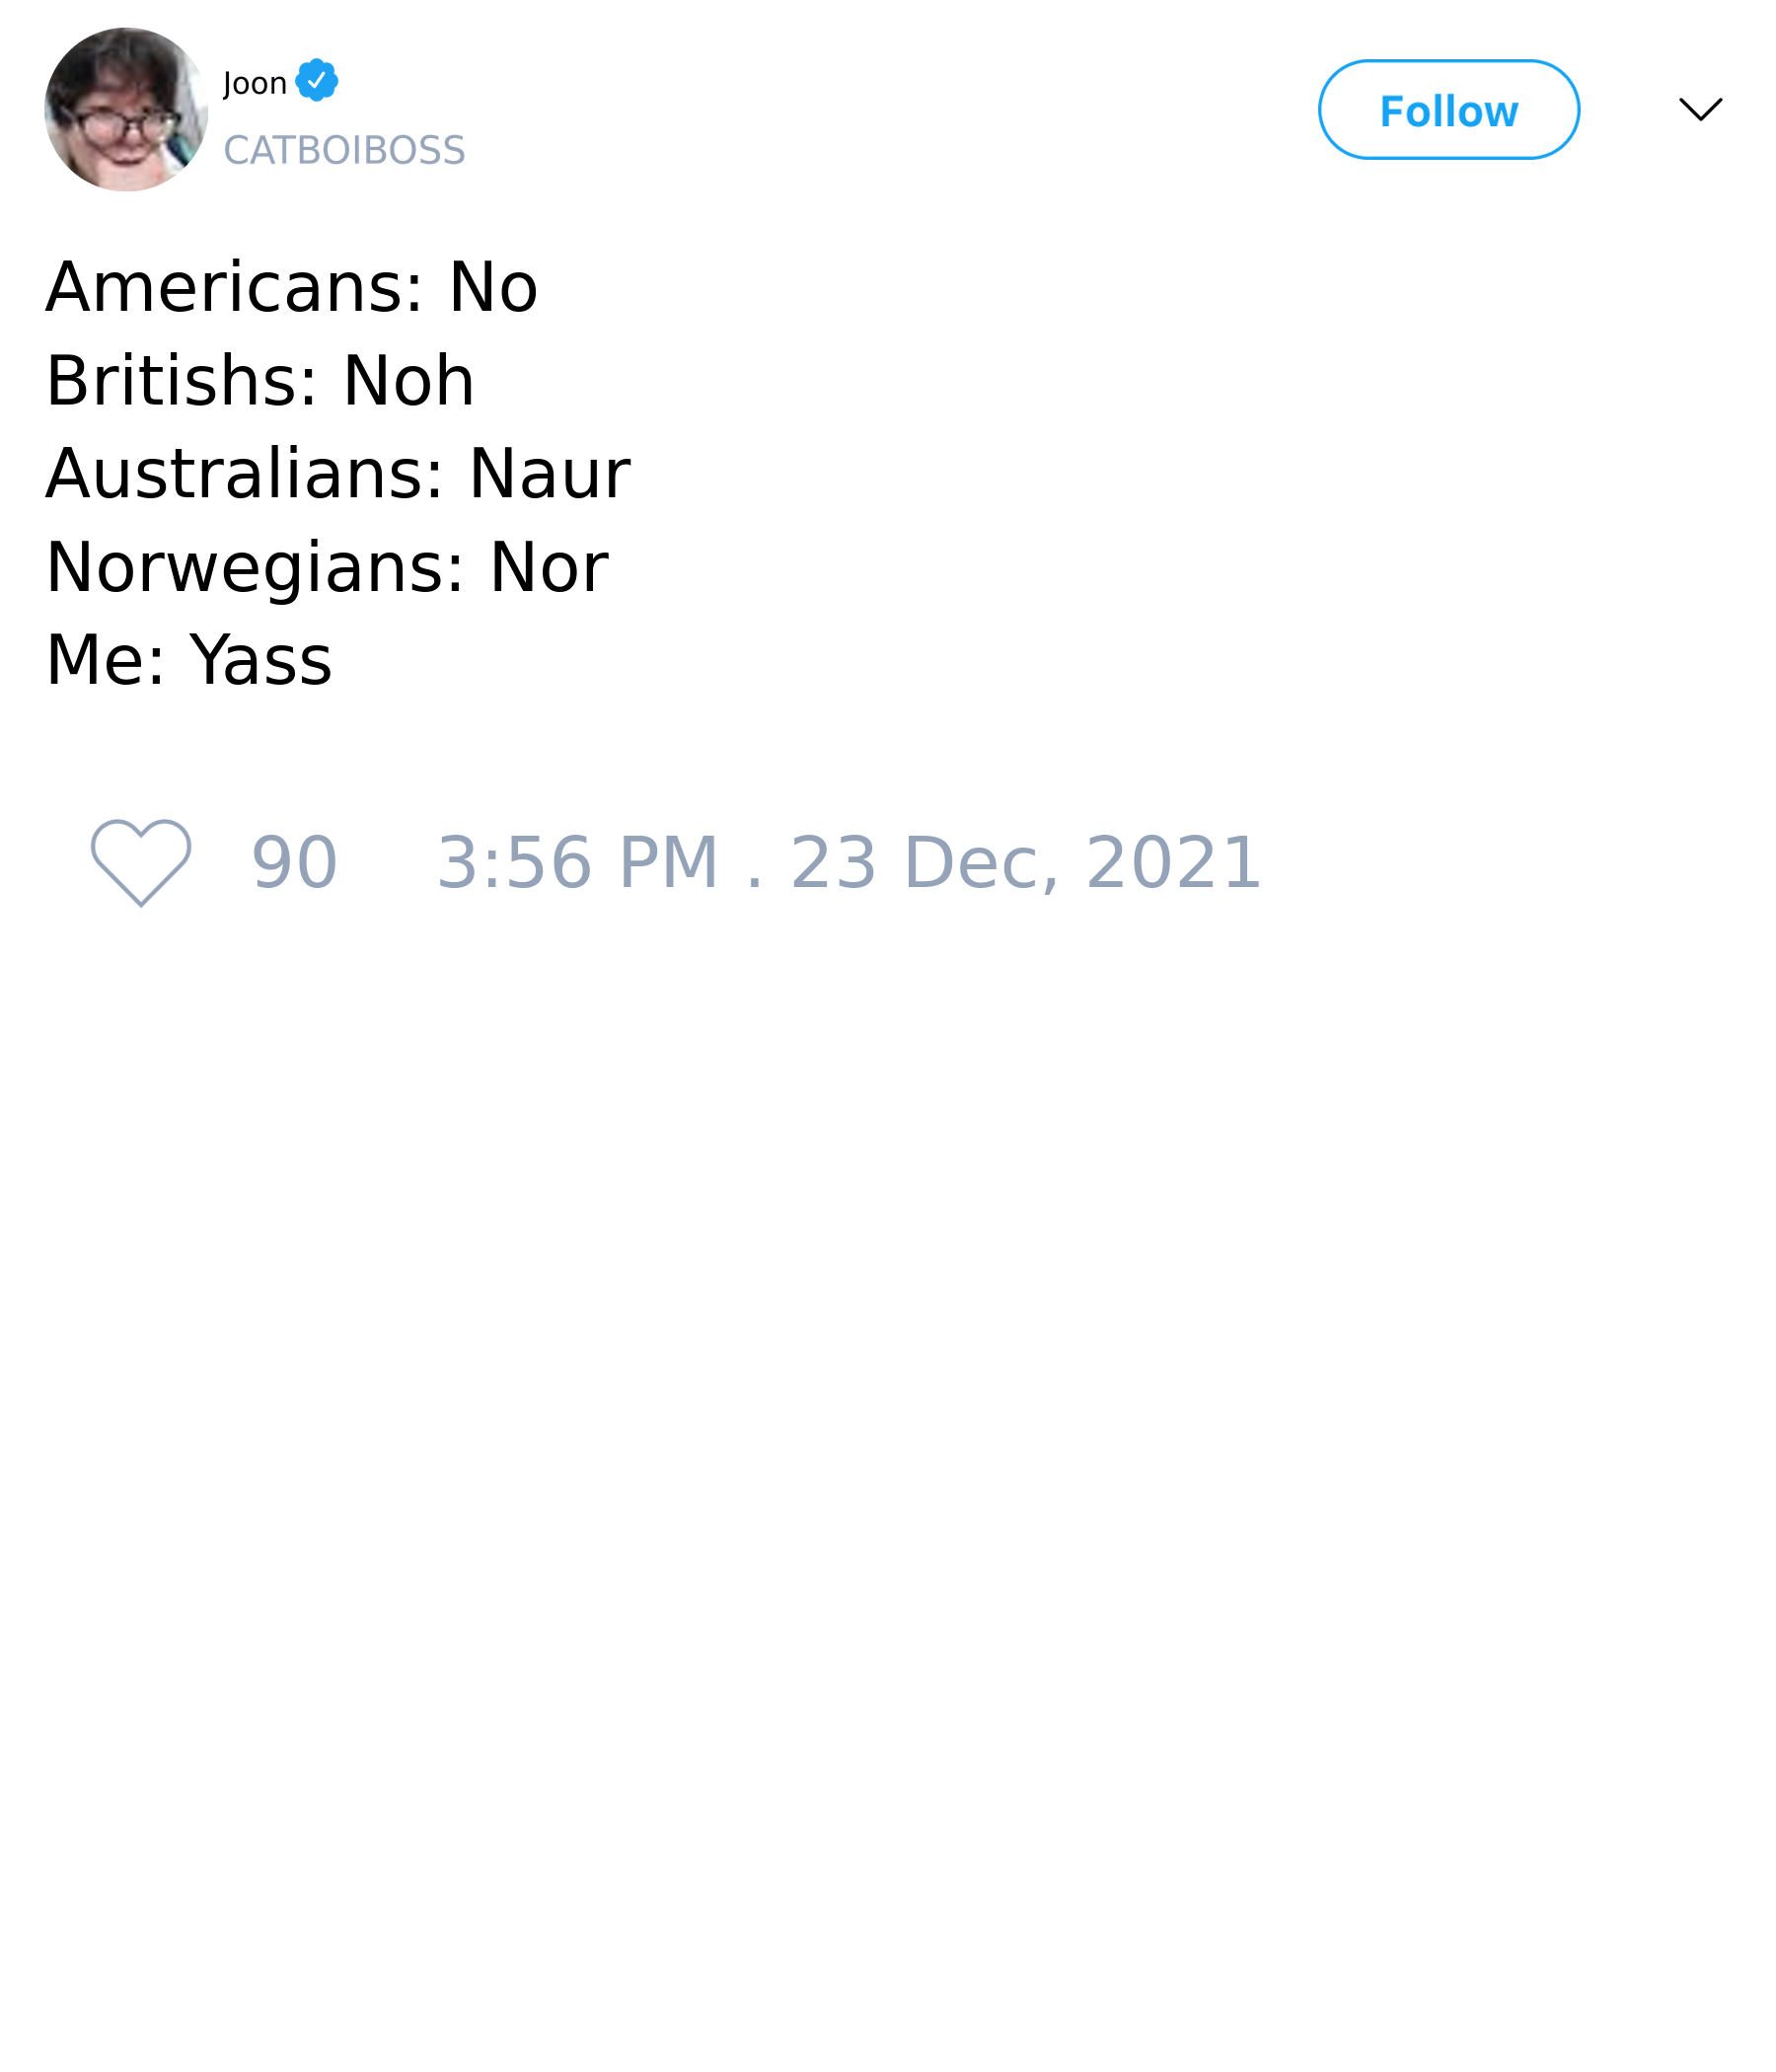 Joon
CATBOIBOSS
Follow
Americans: No
Britishs: Noh
Australians: Naur
Norwegians: Nor
Me: Yass
90 3:56 PM . 23 Dec, 2021